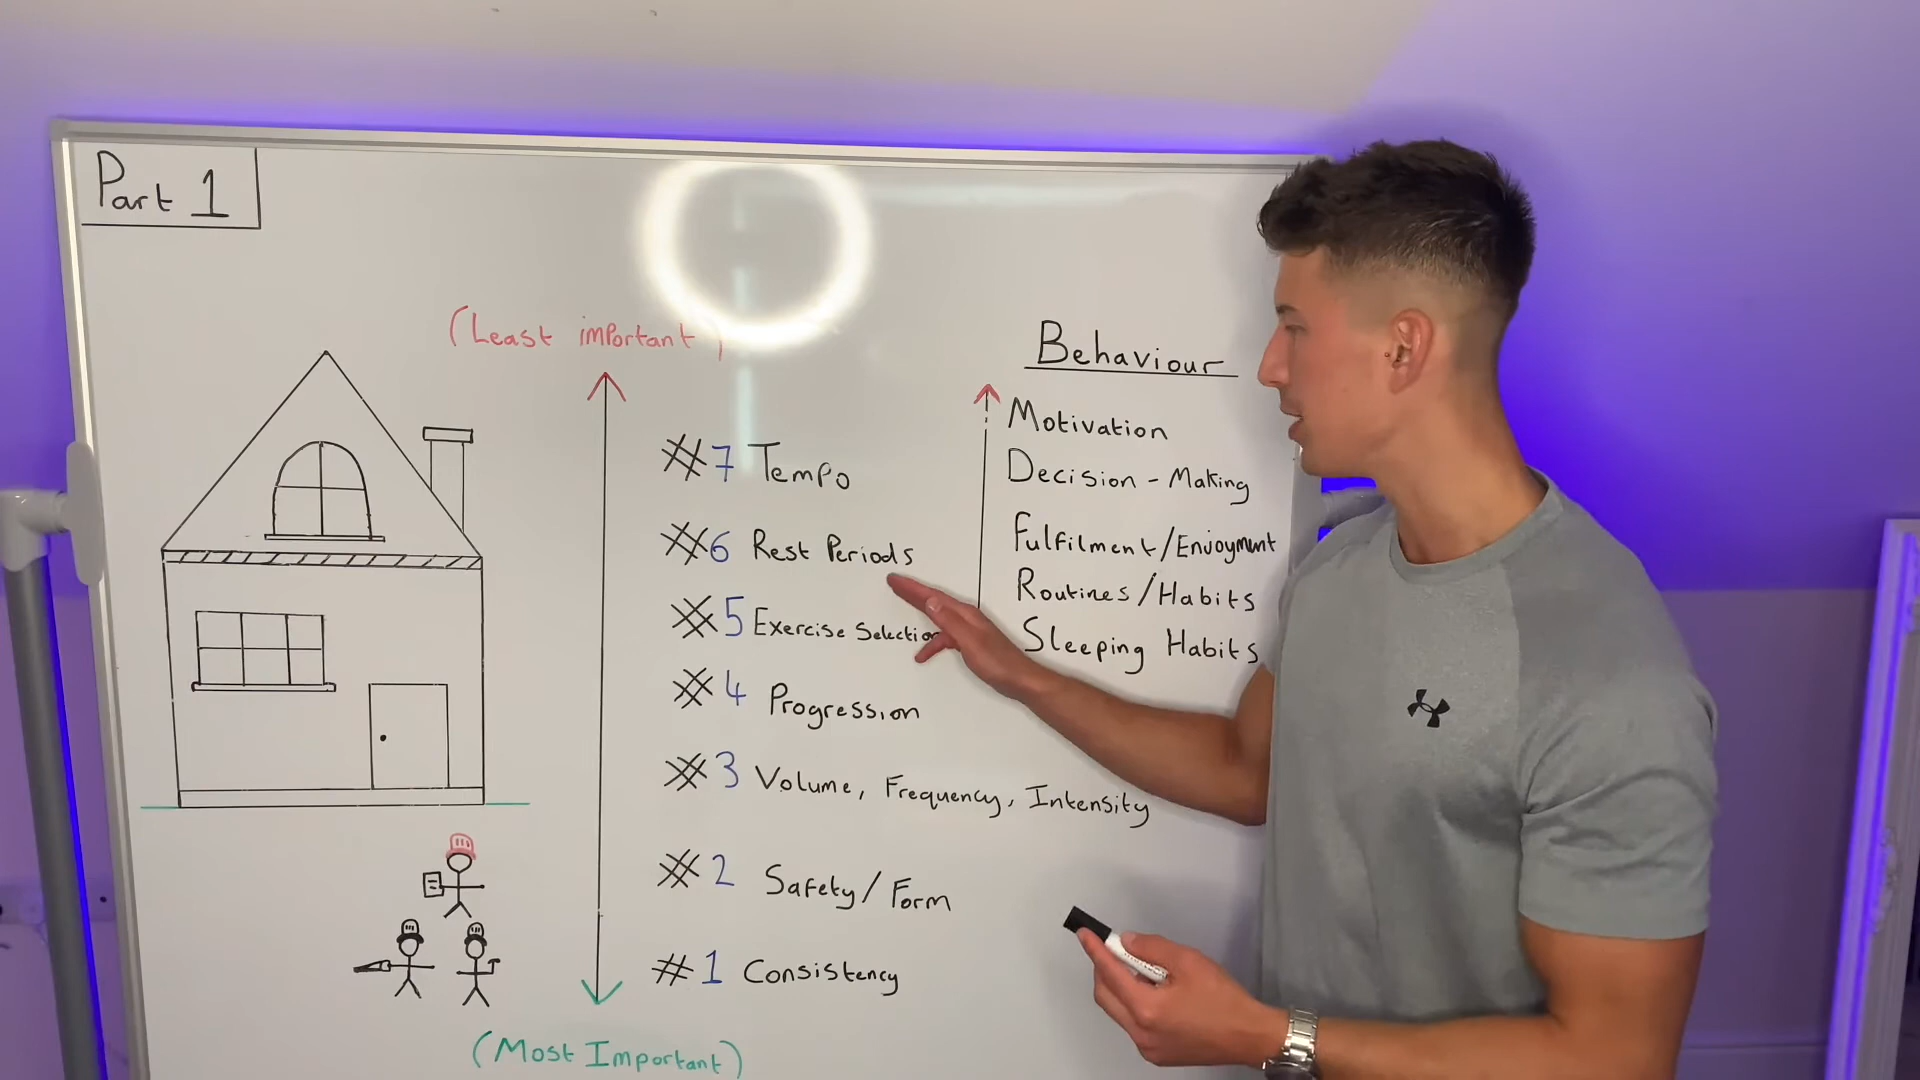 Part 1
(Least important)
#7 Tempo
#6 Rest Periods
#5 Exercise Selection
#4 Progression
#3 Volume, Frequency, Intensity
#2 Safety/Form
#1 Consistency
(Most Important)
Behaviour
Motivation
Decision-Making
Fulfilment/Enjoyment
Routines/Habits
Sleeping Habits